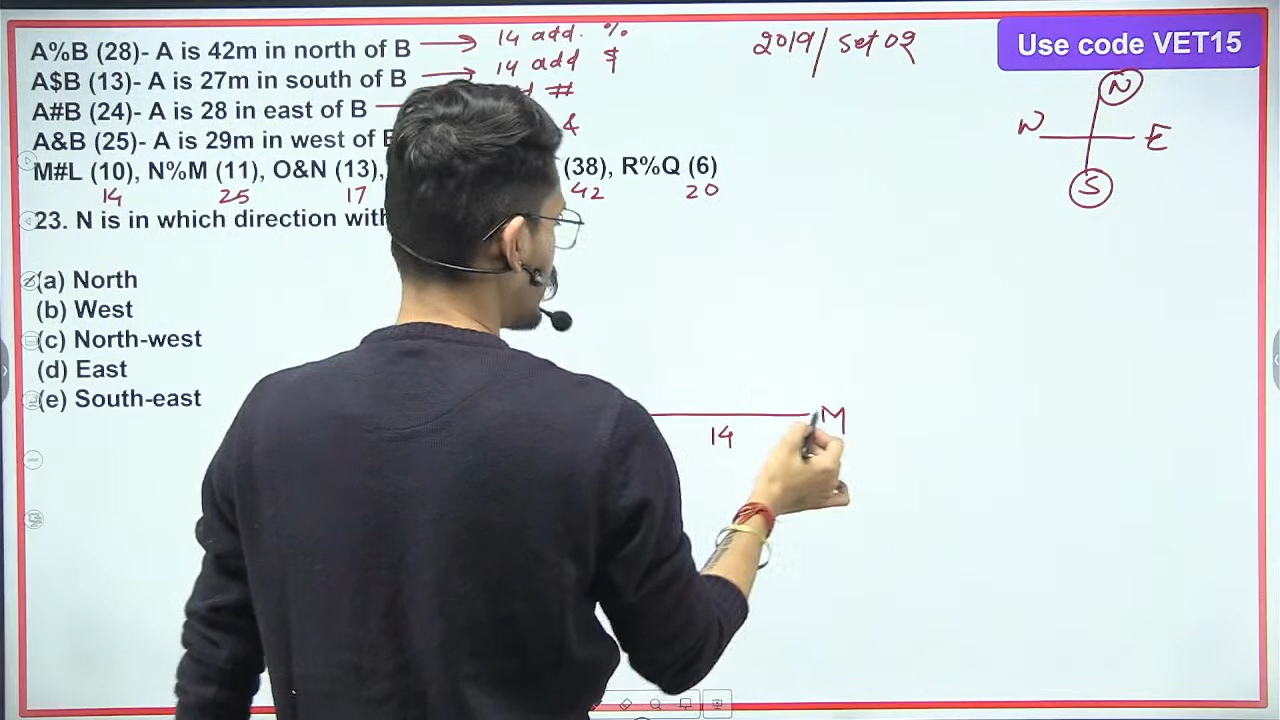 A%B (28)- A is 42m in north of B → 14 add. %
A$B (13)- A is 27m in south of B → 14 add $
A#B (24)- A is 28 in east of B #
A&B (25)- A is 29m in west of &
M#L (10), N%M (11), O&N (13), (38), R%Q (6)
14 25 17 42 20
23. N is in which direction with
(a) North
(b) West
(c) North-west
(d) East
(e) South-east
2019/Set 02
Use code VET15
N
W E
S
M
14